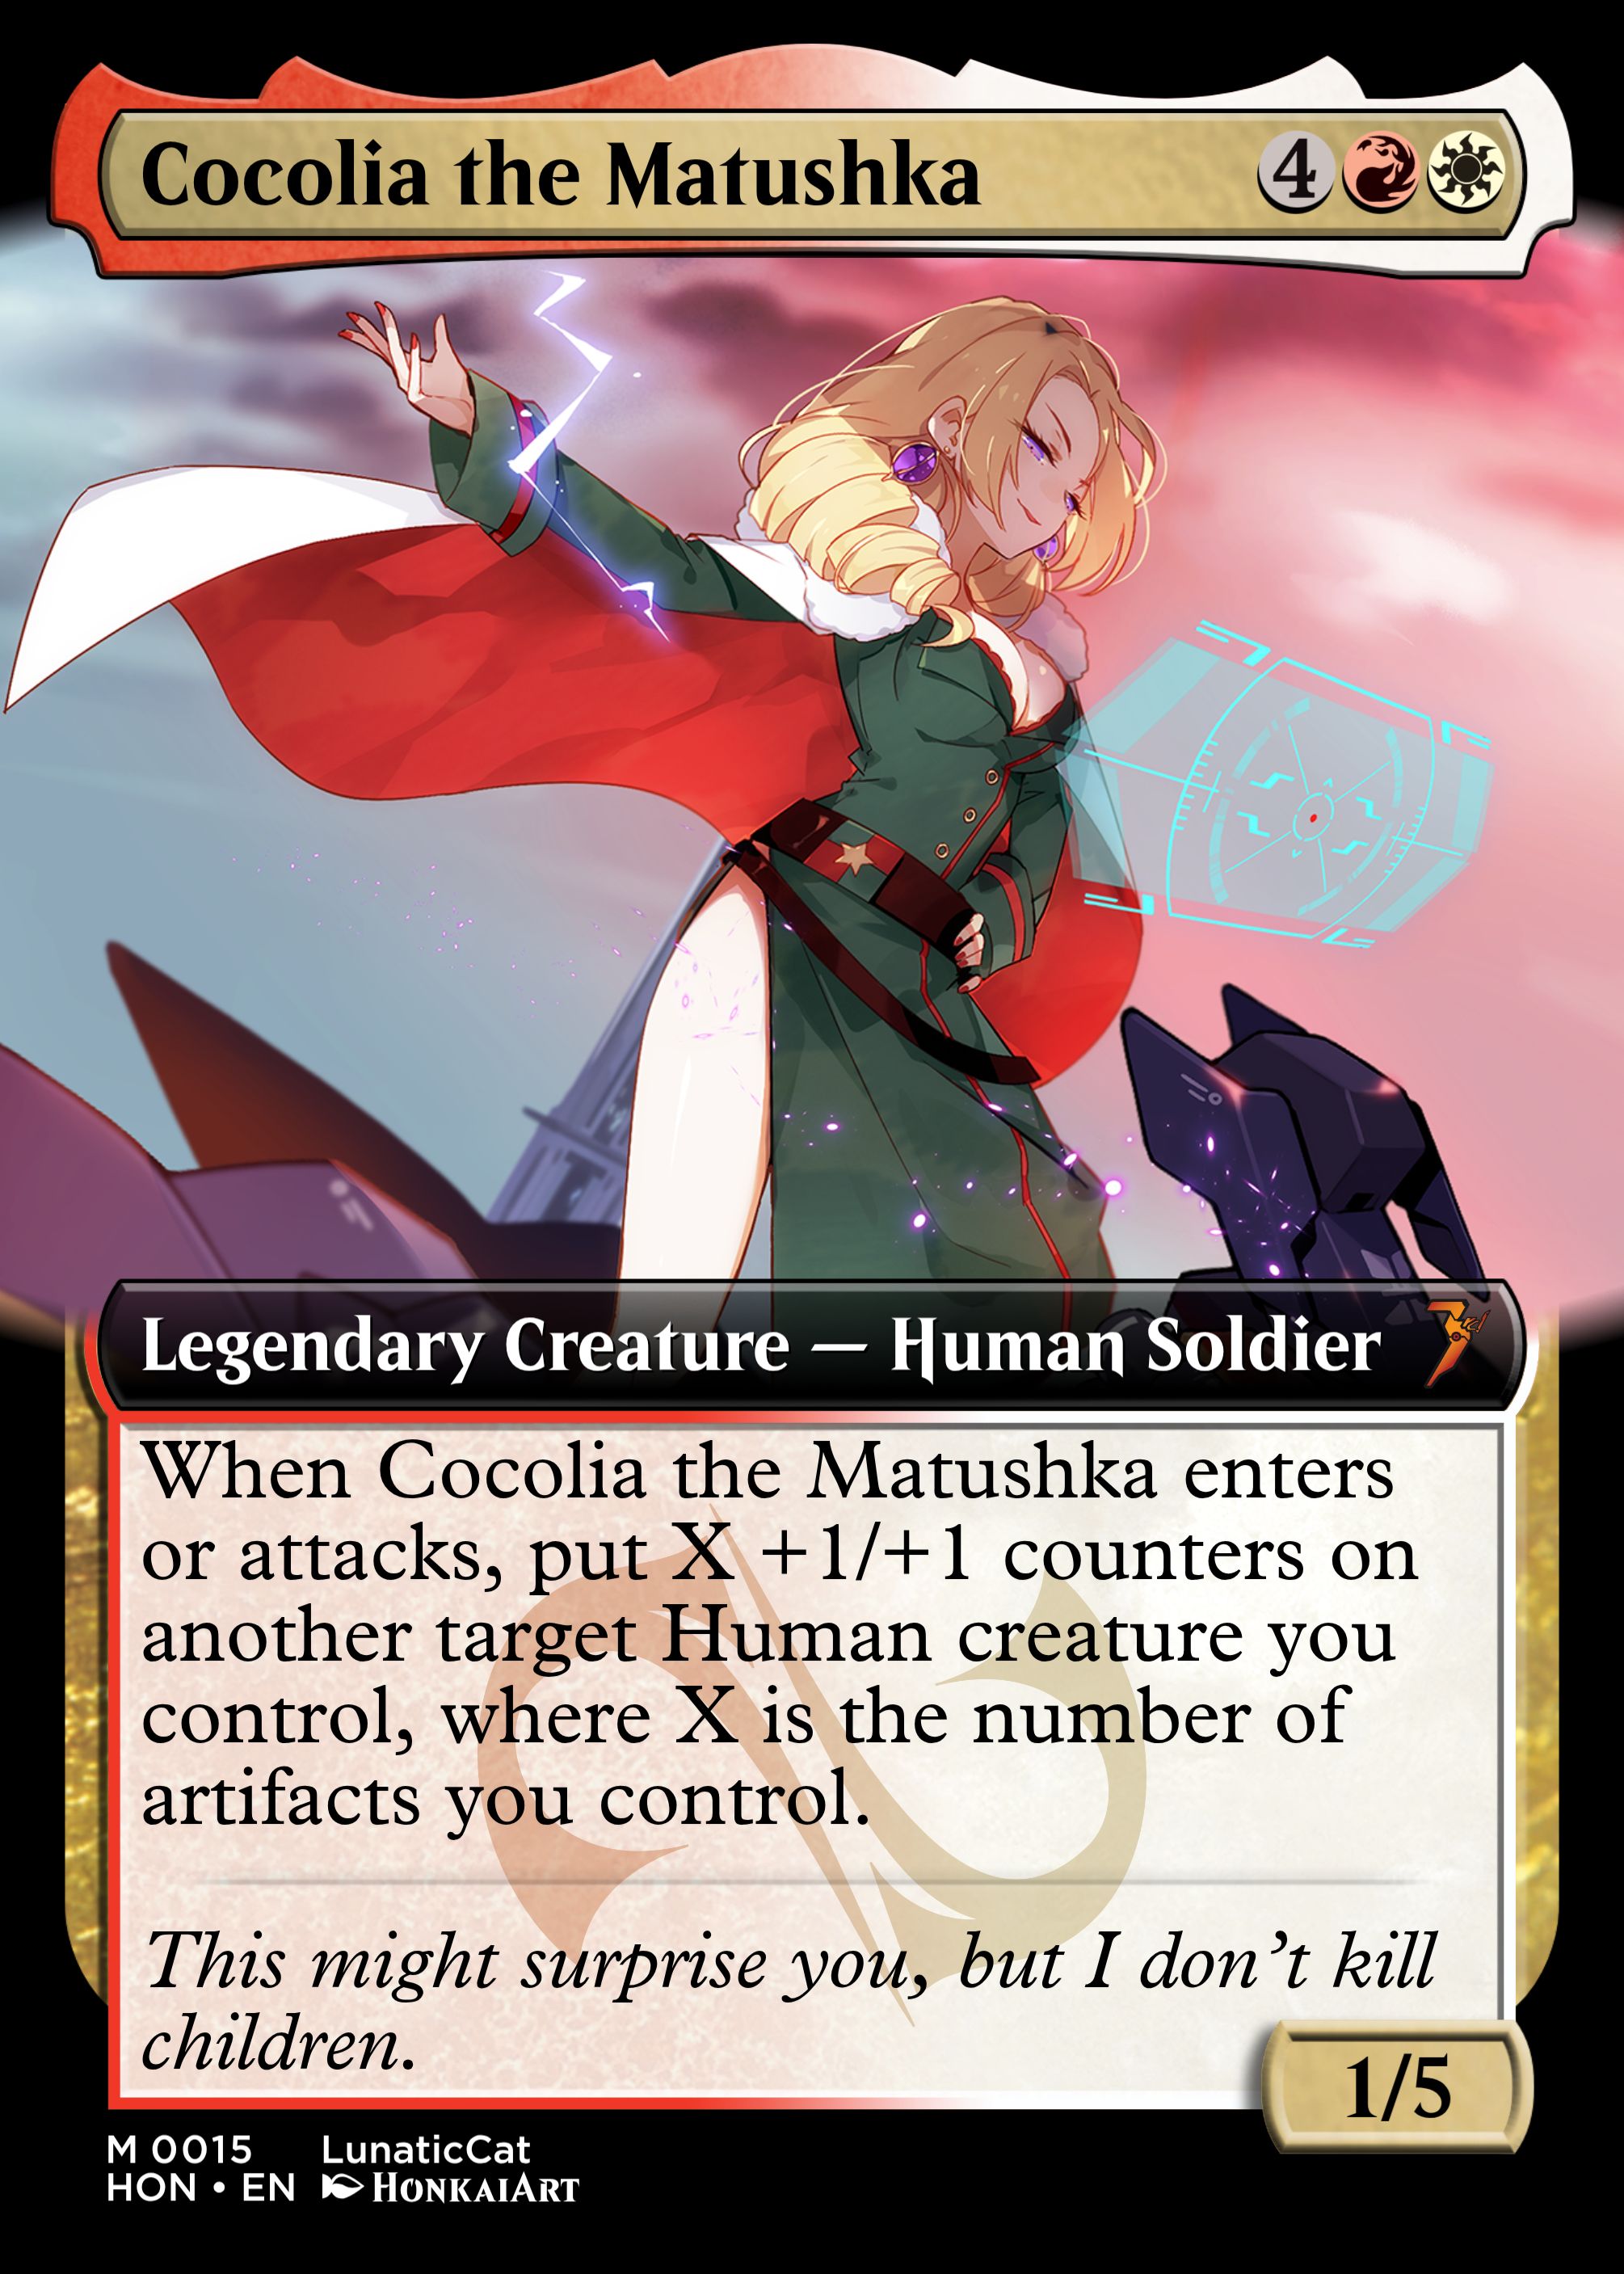 Cocolia the Matushka 4
Legendary Creature — Human Soldier 3rd
When Cocolia the Matushka enters
or attacks, put X +1/+1 counters on
another target Human creature you
control, where X is the number of
artifacts you control.
This might surprise you, but I don't kill
children.
1/5
M 0015 LunaticCat
HON • EN HONKAIART